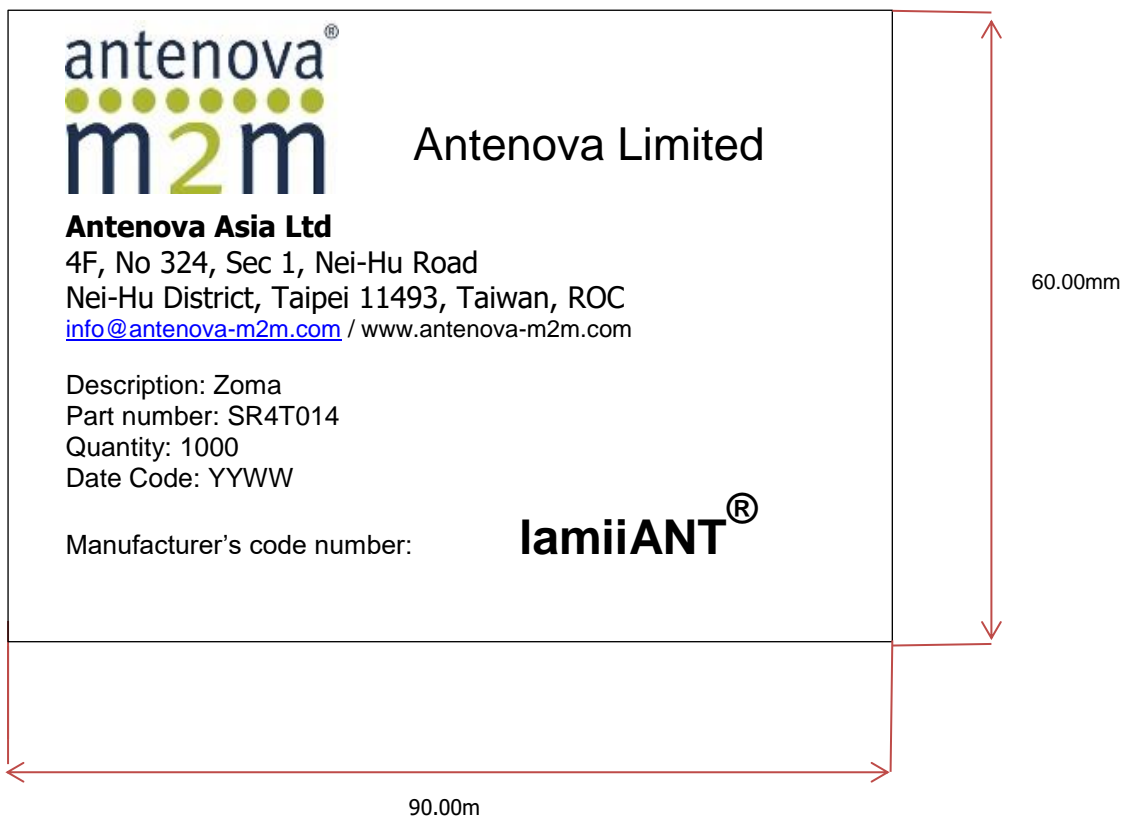 antenova®
m2m
Antenova Limited
Antenova Asia Ltd
4F, No 324, Sec 1, Nei-Hu Road
Nei-Hu District, Taipei 11493, Taiwan, ROC
info@antenova-m2m.com / www.antenova-m2m.com
60.00mm
Description: Zoma
Part number: SR4T014
Quantity: 1000
Date Code: YYWW
Manufacturer’s code number:
lamiiANT®
90.00m